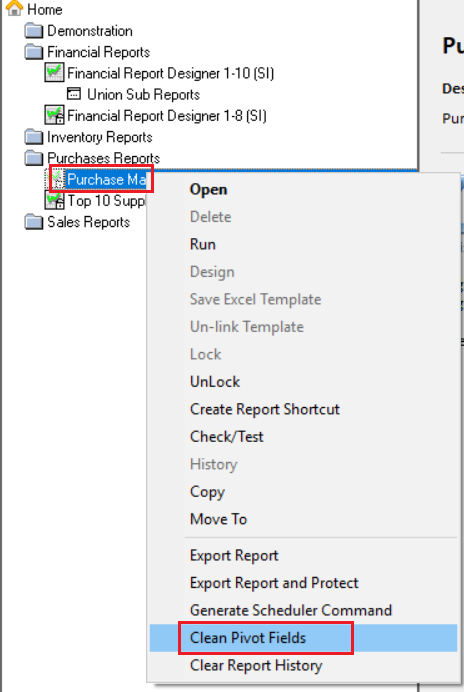 Home
Demonstration
Financial Reports
Financial Report Designer 1-10 (SI)
Union Sub Reports
Financial Report Designer 1-8 (SI)
Inventory Reports
Purchases Reports
Purchase Ma
Top 10 Suppl
Sales Reports
Open
Delete
Run
Design
Save Excel Template
Un-link Template
Lock
UnLock
Create Report Shortcut
Check/Test
History
Copy
Move To
Export Report
Export Report and Protect
Generate Scheduler Command
Clean Pivot Fields
Clear Report History
Pu
Des
Pur